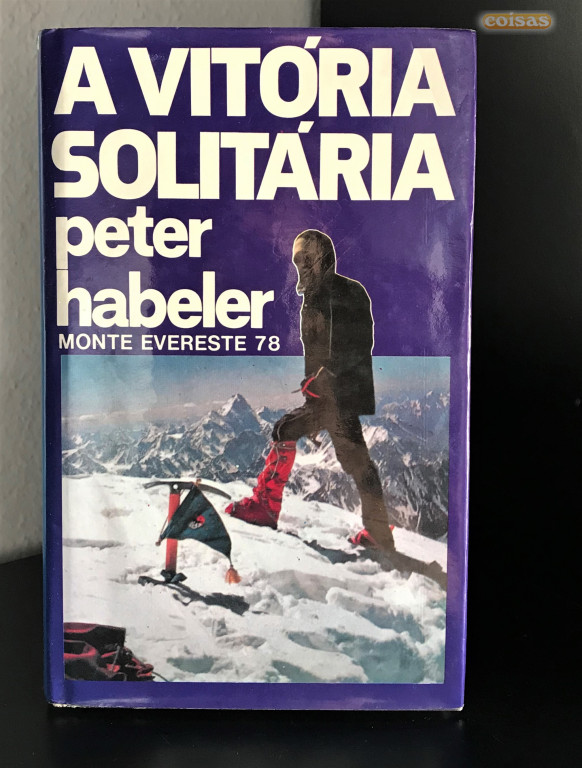 coisas
A VITÓRIA
SOLITÁRIA
peter
habeler
MONTE EVERESTE 78